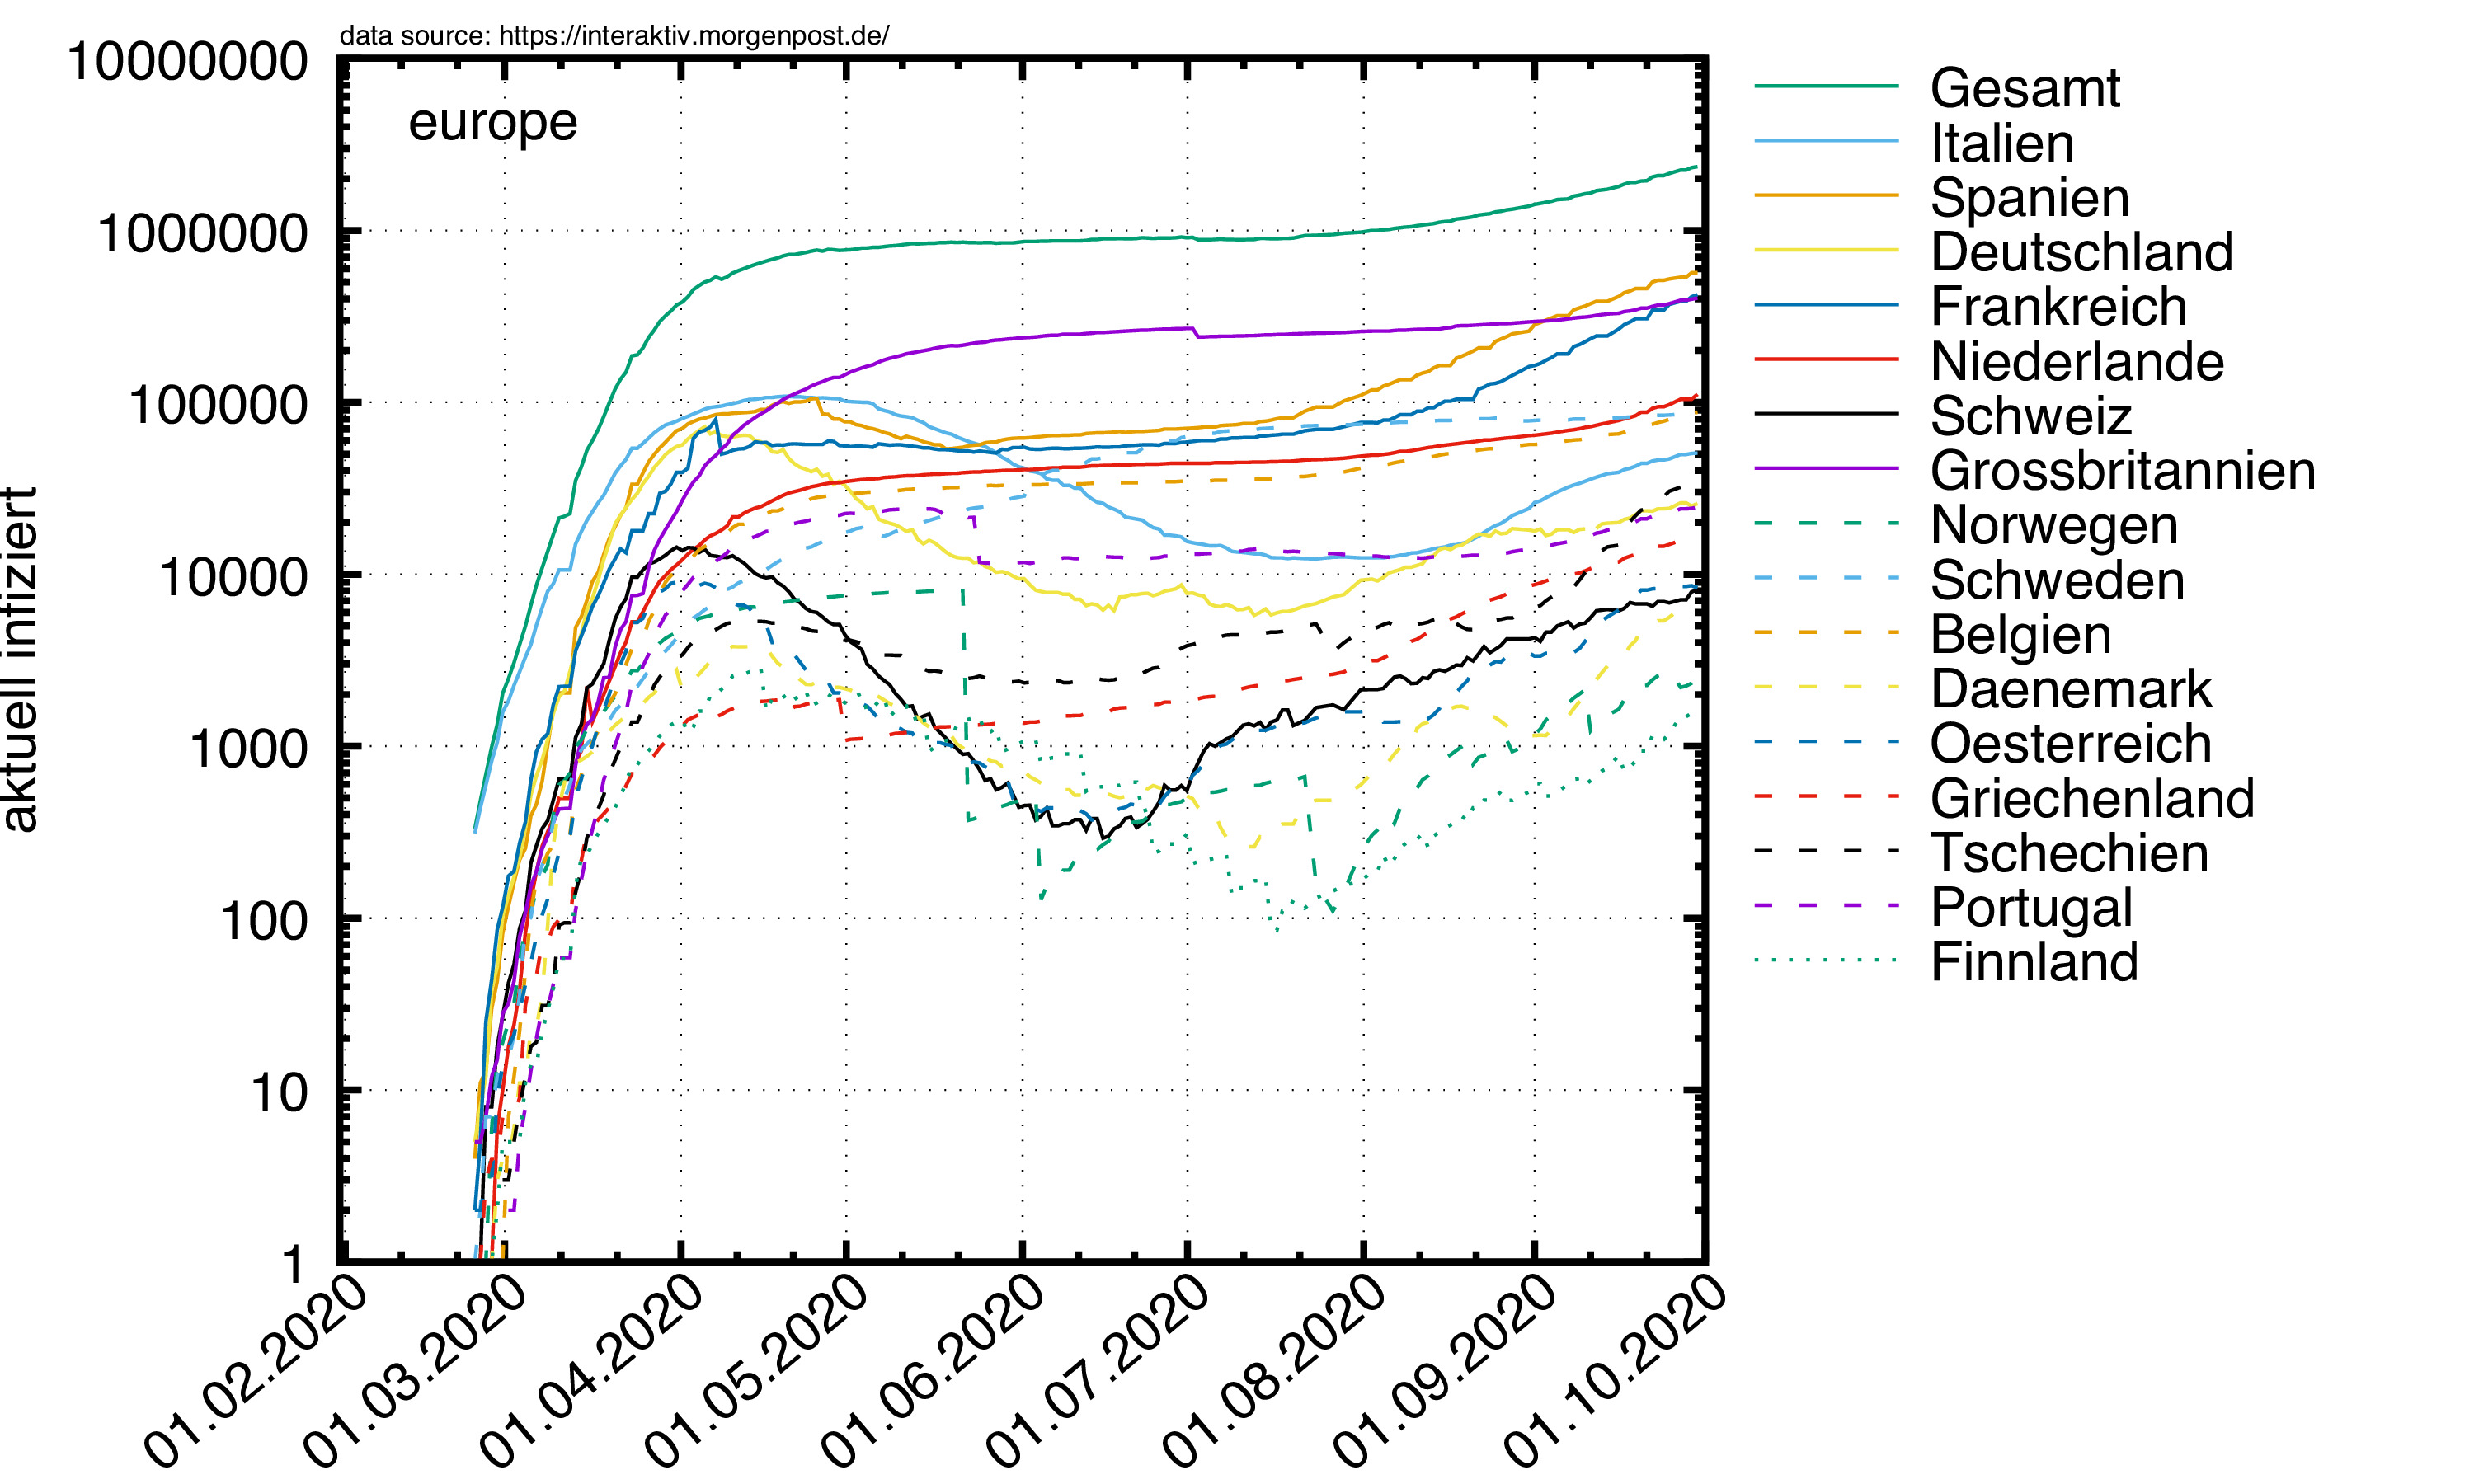 data source: https://interaktiv.morgenpost.de/
europe
aktuell infiziert
10000000
1000000
100000
10000
1000
100
10
1
01.02.2020
01.03.2020
01.04.2020
01.05.2020
01.06.2020
01.07.2020
01.08.2020
01.09.2020
01.10.2020
Gesamt
Italien
Spanien
Deutschland
Frankreich
Niederlande
Schweiz
Grossbritannien
Norwegen
Schweden
Belgien
Daenemark
Oesterreich
Griechenland
Tschechien
Portugal
Finnland